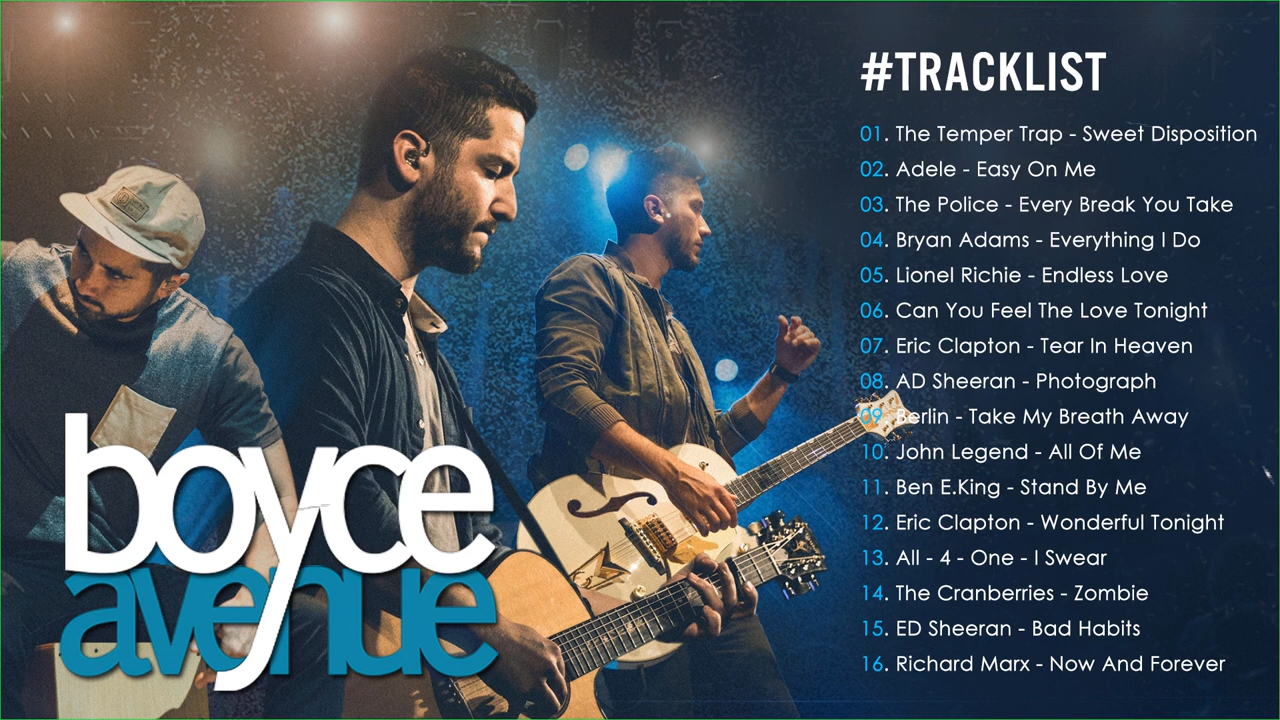 #TRACKLIST
01. The Temper Trap - Sweet Disposition
02. Adele - Easy On Me
03. The Police - Every Break You Take
04. Bryan Adams - Everything I Do
05. Lionel Richie - Endless Love
06. Can You Feel The Love Tonight
07. Eric Clapton - Tear In Heaven
08. AD Sheeran - Photograph
09. Berlin - Take My Breath Away
10. John Legend - All Of Me
11. Ben E.King - Stand By Me
12. Eric Clapton - Wonderful Tonight
13. All - 4 - One - I Swear
14. The Cranberries - Zombie
15. ED Sheeran - Bad Habits
16. Richard Marx - Now And Forever
boyce
avenue